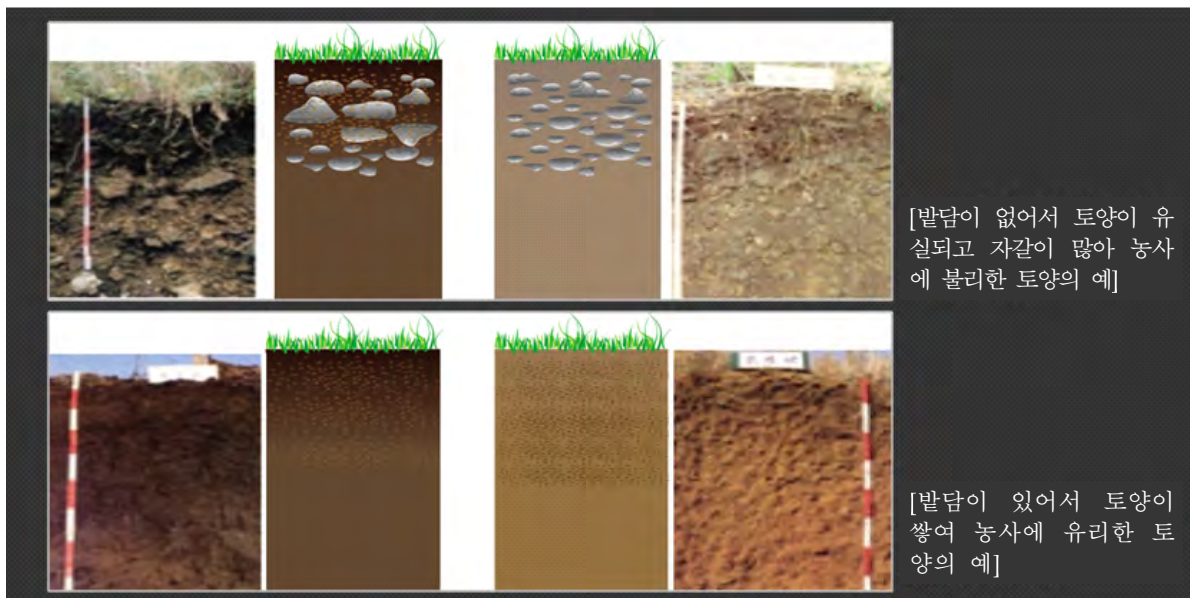 [밭담이 없어서 토양이 유
실되고 자갈이 많아 농사
에 불리한 토양의 예]
[밭담이 있어서 토양이
쌓여 농사에 유리한 토
양의 예]